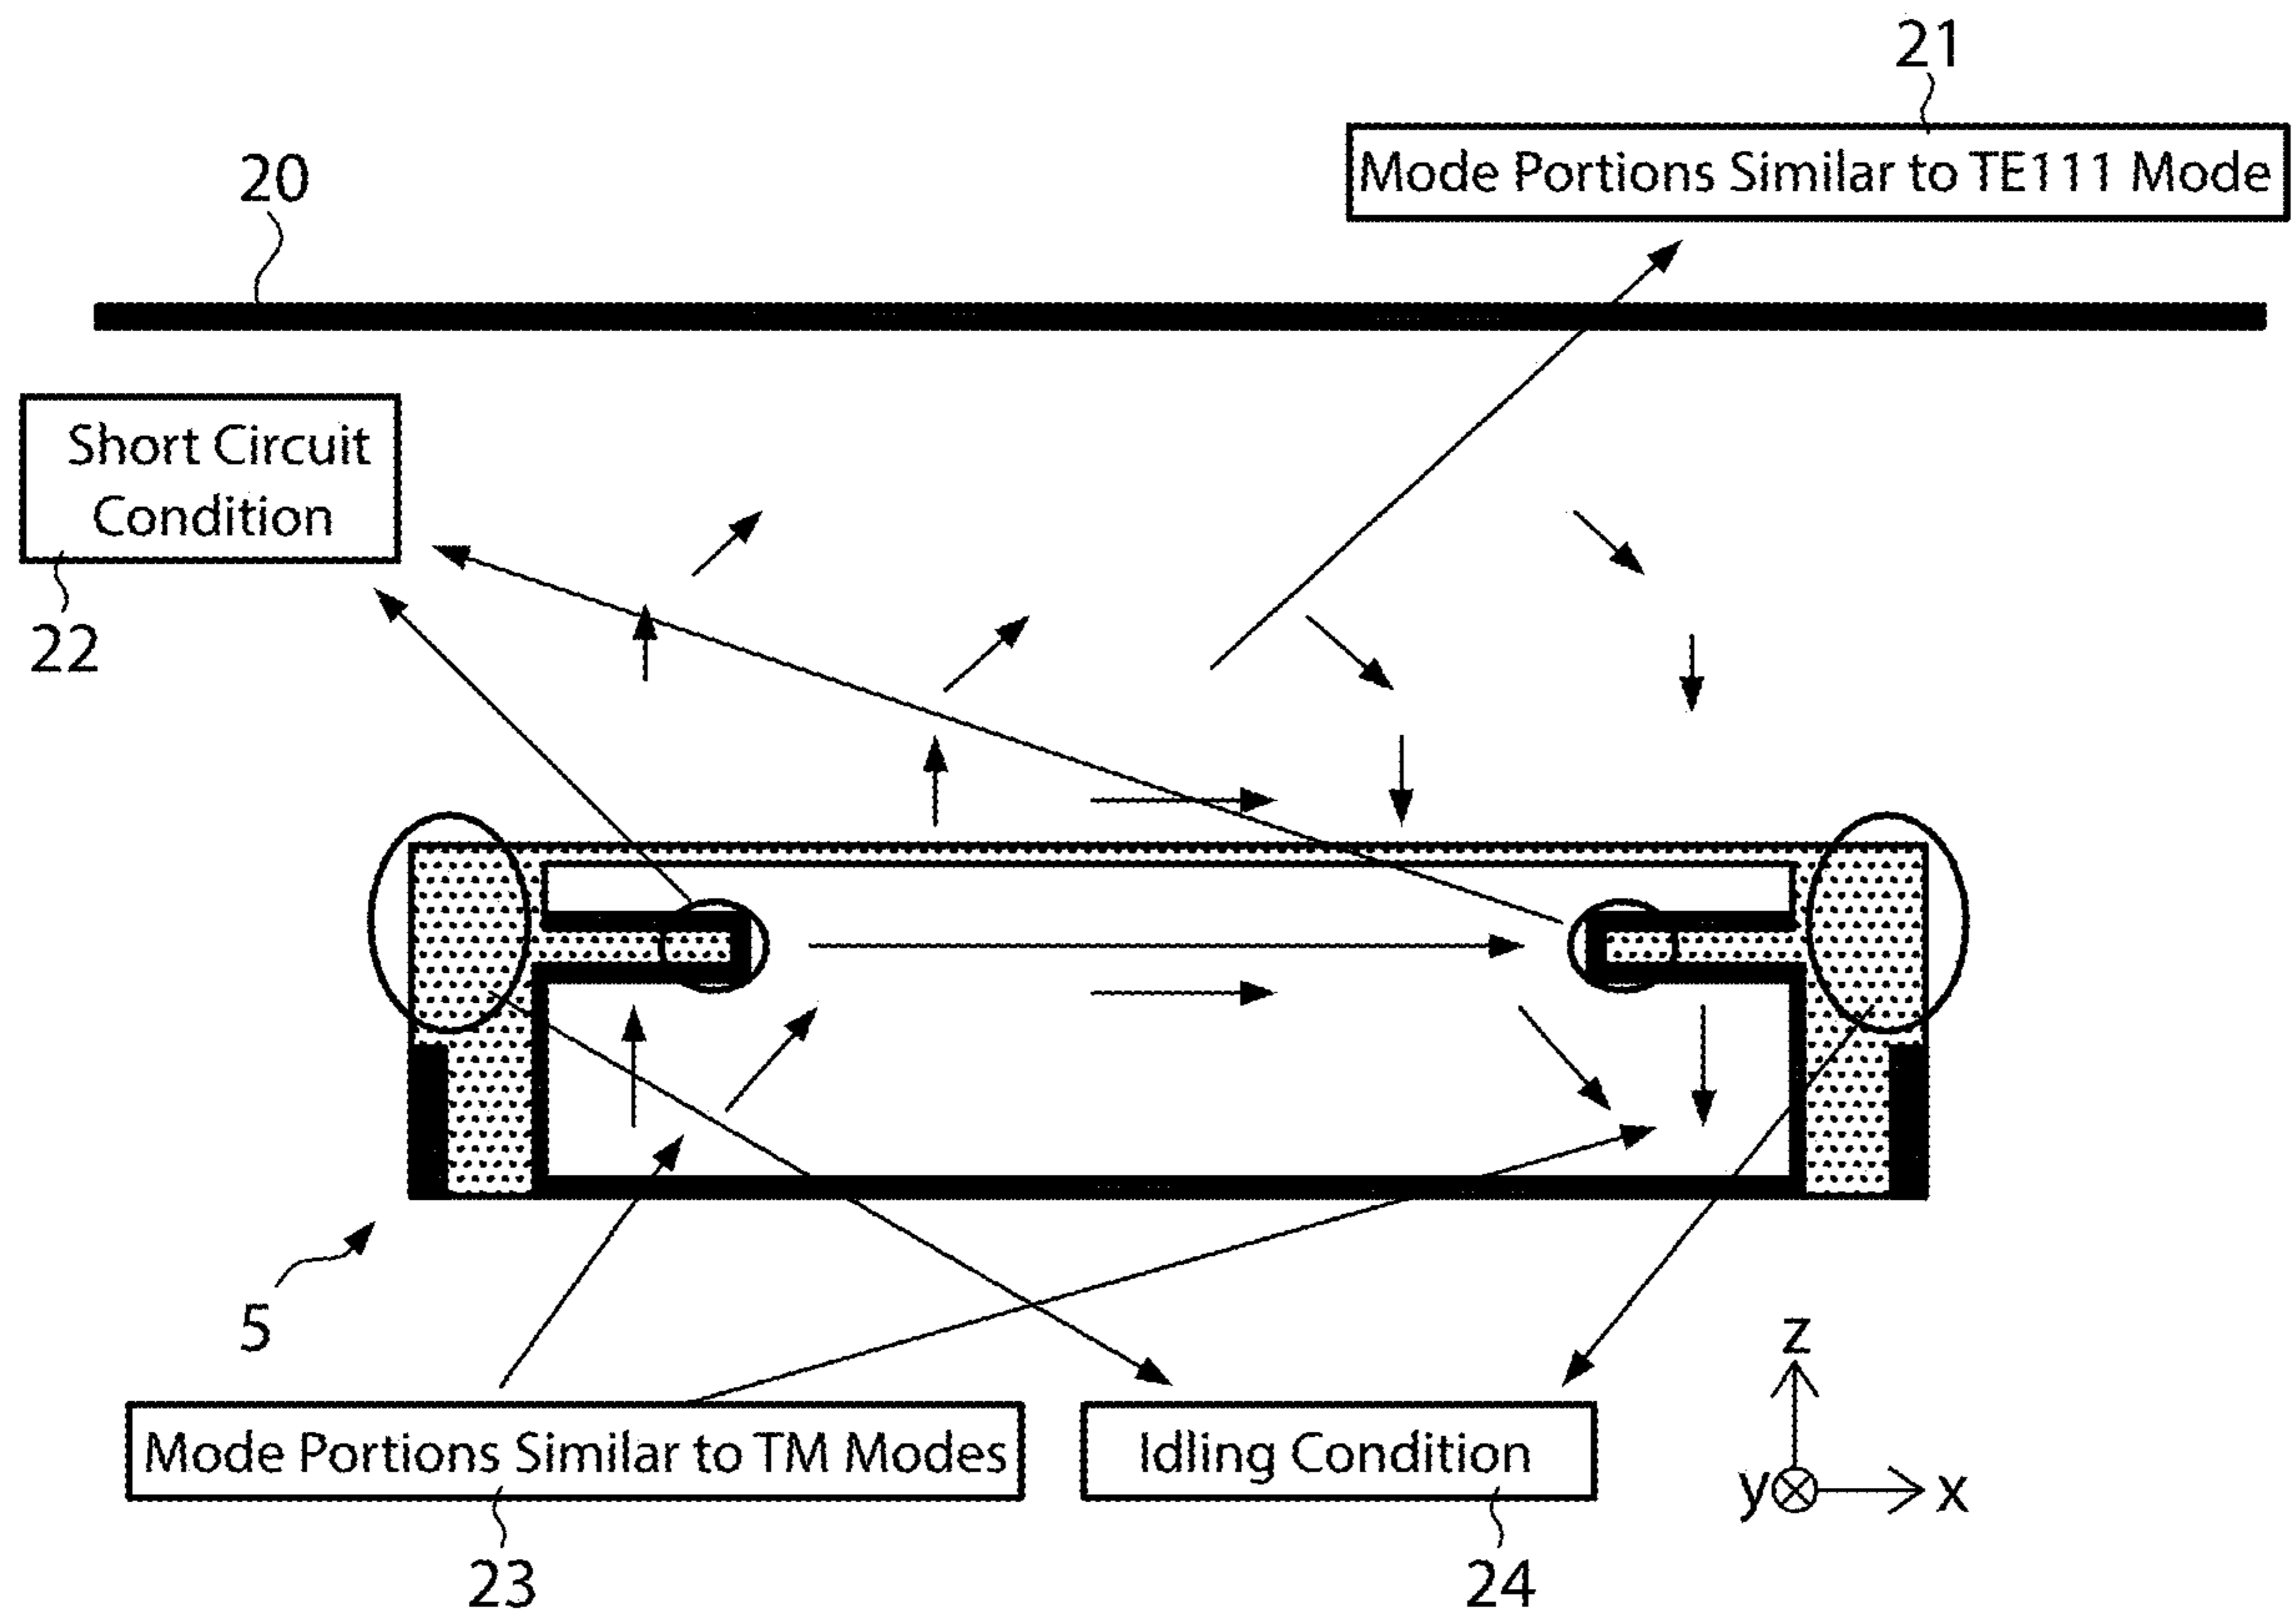 21
Mode Portions Similar to TE111 Mode
20
Short Circuit
Condition
22
5
z
Mode Portions Similar to TM Modes
Idling Condition
y
x
23
24